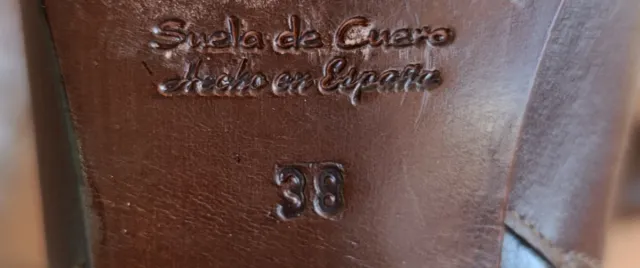 Suela de Cuero
Hecho en España
38